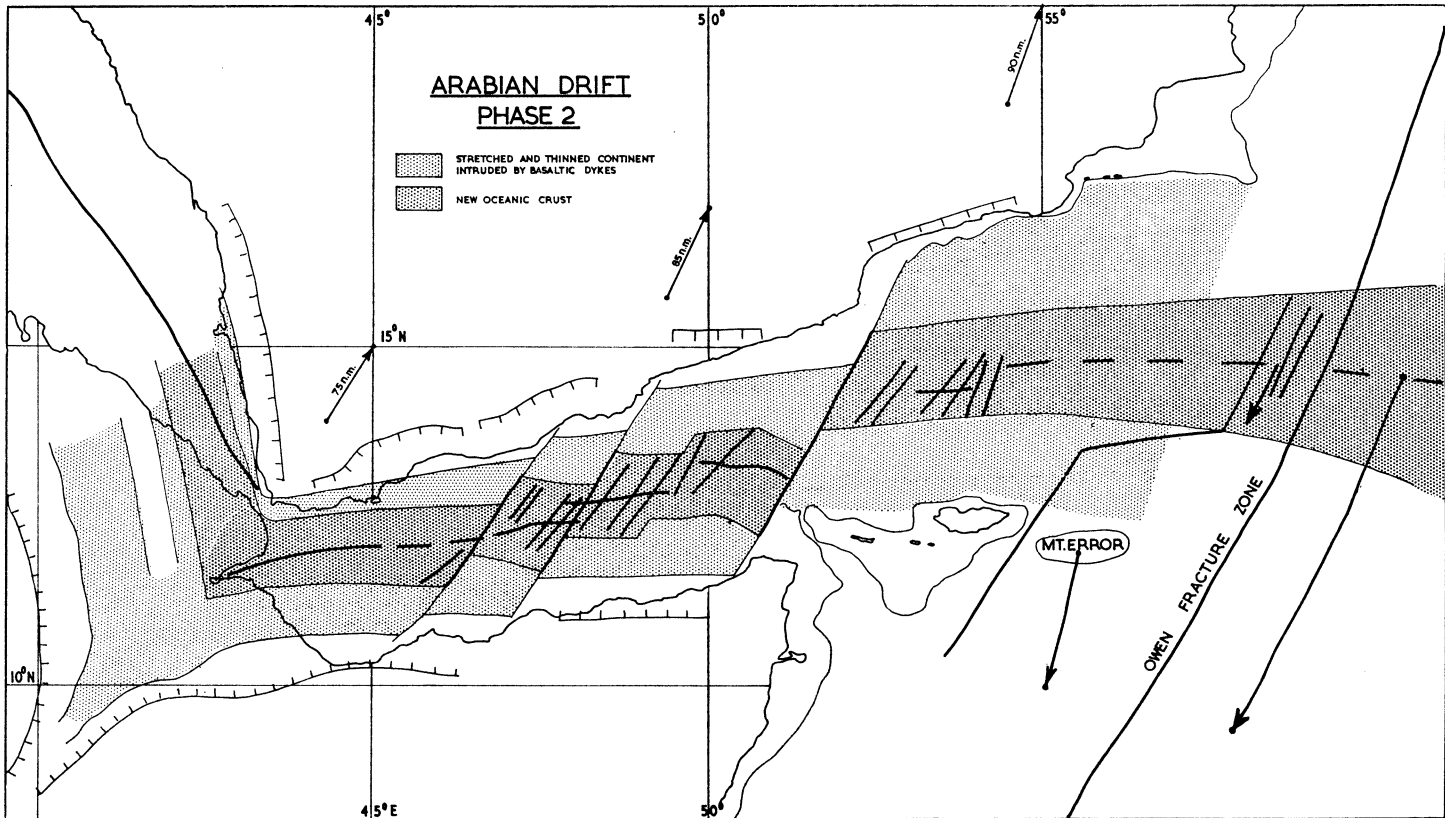 45°
50°
55°
90 n.m.
ARABIAN DRIFT
PHASE 2
STRETCHED AND THINNED CONTINENT
INTRUDED BY BASALTIC DYKES
NEW OCEANIC CRUST
85 n.m.
15°N
75 n.m.
MT. ERROR
OWEN FRACTURE ZONE
10°N
45°E
50°